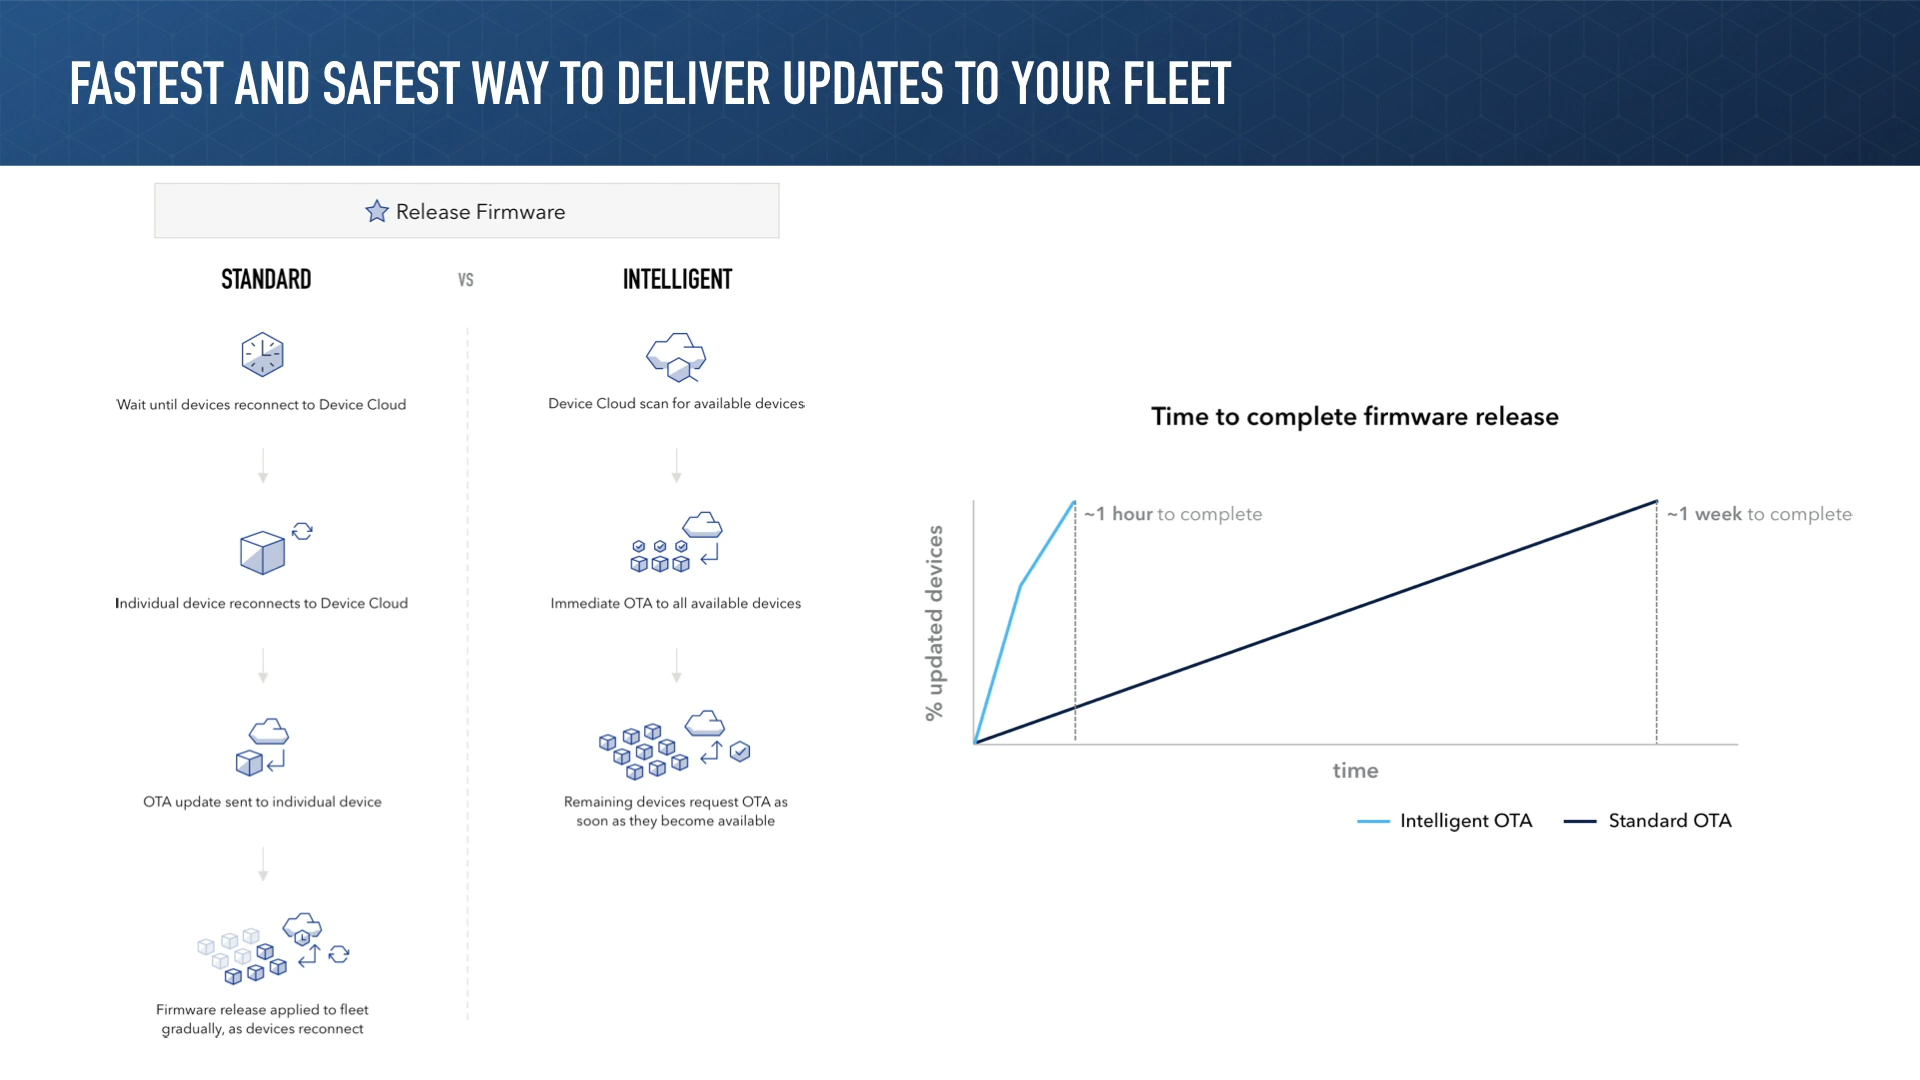 FASTEST AND SAFEST WAY TO DELIVER UPDATES TO YOUR FLEET
Release Firmware
STANDARD
VS
INTELLIGENT
Wait until devices reconnect to Device Cloud
Individual device reconnects to Device Cloud
OTA update sent to individual device
Firmware release applied to fleet
gradually, as devices reconnect
Device Cloud scan for available devices
Immediate OTA to all available devices
Remaining devices request OTA as
soon as they become available
Time to complete firmware release
% updated devices
~1 hour to complete
~1 week to complete
time
Intelligent OTA
Standard OTA